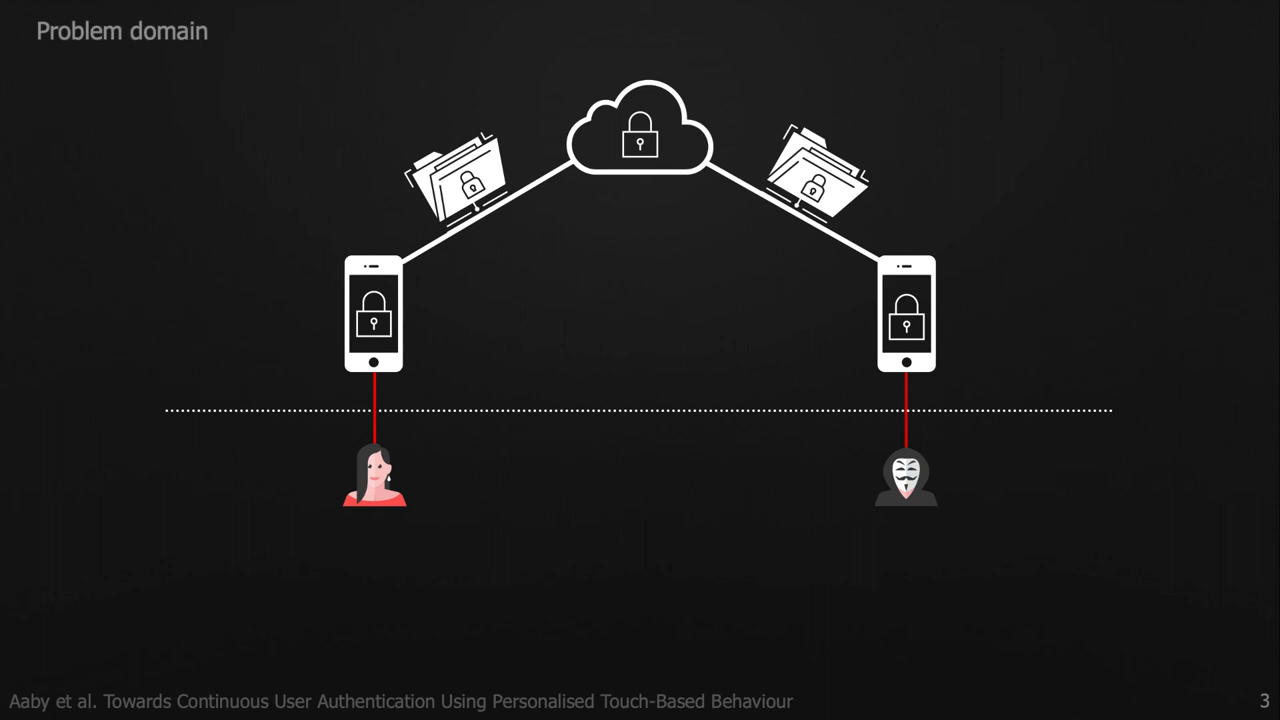 Problem domain
Aaby et al. Towards Continuous User Authentication Using Personalised Touch-Based Behaviour
3